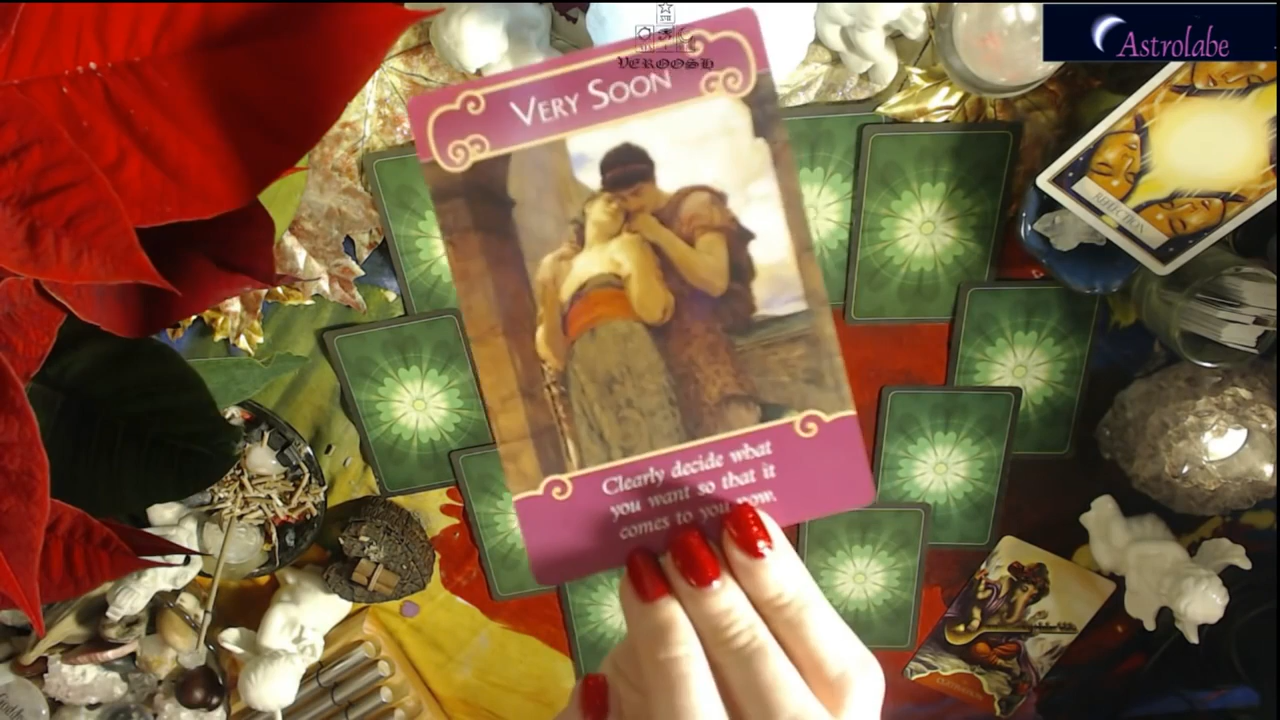 VEROOSH
Astrolabe
VERY SOON
REFLECTION
Clearly decide what
you want so that it
comes to you now.